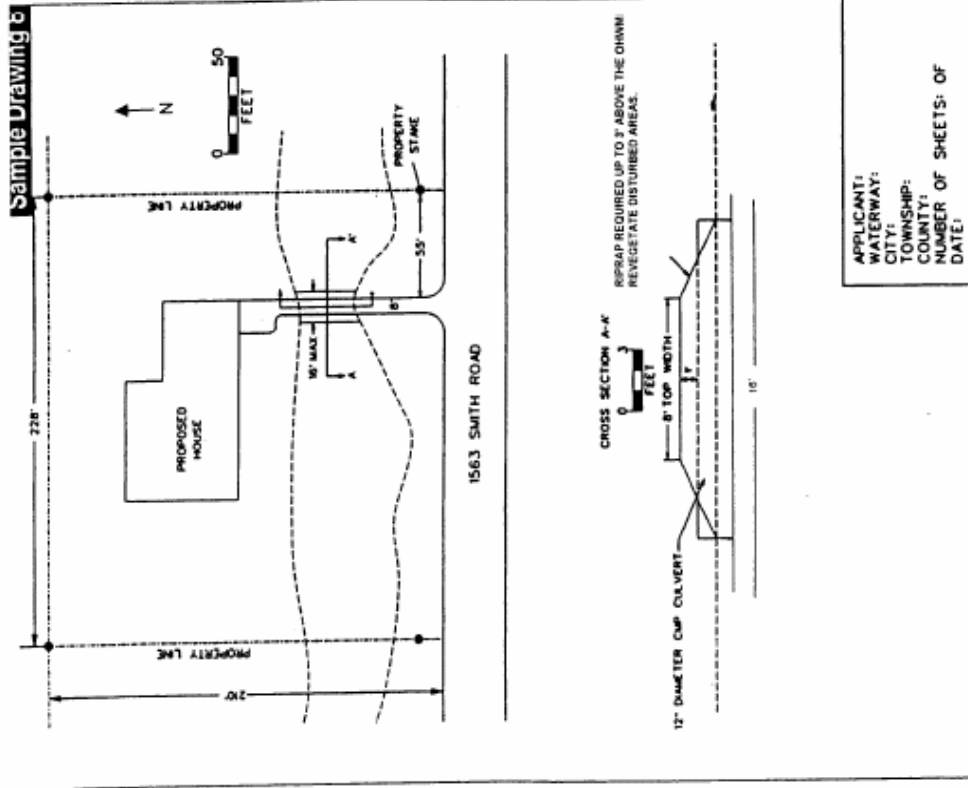 Sample Drawing 6
228'
N
0 50
FEET
PROPERTY LINE
PROPERTY LINE
PROPOSED
HOUSE
PROPERTY
STAKE
A'
16' MAX
A
8'
55'
210'
1563 SMITH ROAD
CROSS SECTION A-A'
0 3
FEET
RIPRAP REQUIRED UP TO 3' ABOVE THE OHWM;
REVEGETATE DISTURBED AREAS.
8' TOP WIDTH
12" DIAMETER CMP CULVERT
16'
APPLICANT:
WATERWAY:
CITY:
TOWNSHIP:
COUNTY:
NUMBER OF SHEETS: OF
DATE: